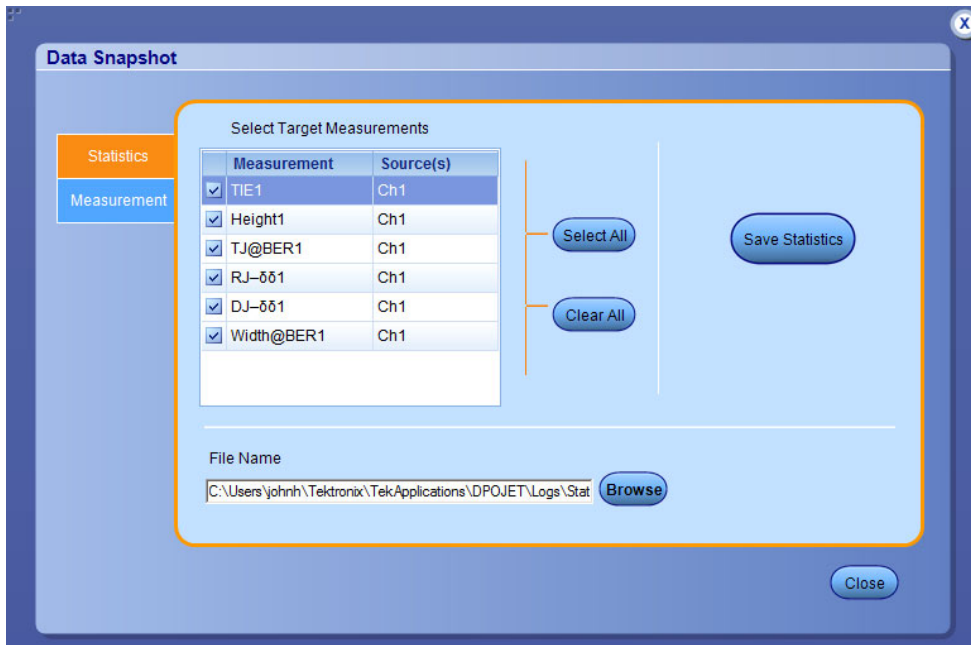 X
Data Snapshot
Statistics
Measurement
Select Target Measurements
Measurement Source(s)
TIE1 Ch1
Height1 Ch1
TJ@BER1 Ch1
RJ–δδ1 Ch1
DJ–δδ1 Ch1
Width@BER1 Ch1
Select All
Clear All
Save Statistics
File Name
C:\Users\johnh\Tektronix\TekApplications\DPOJET\Logs\Stat
Browse
Close